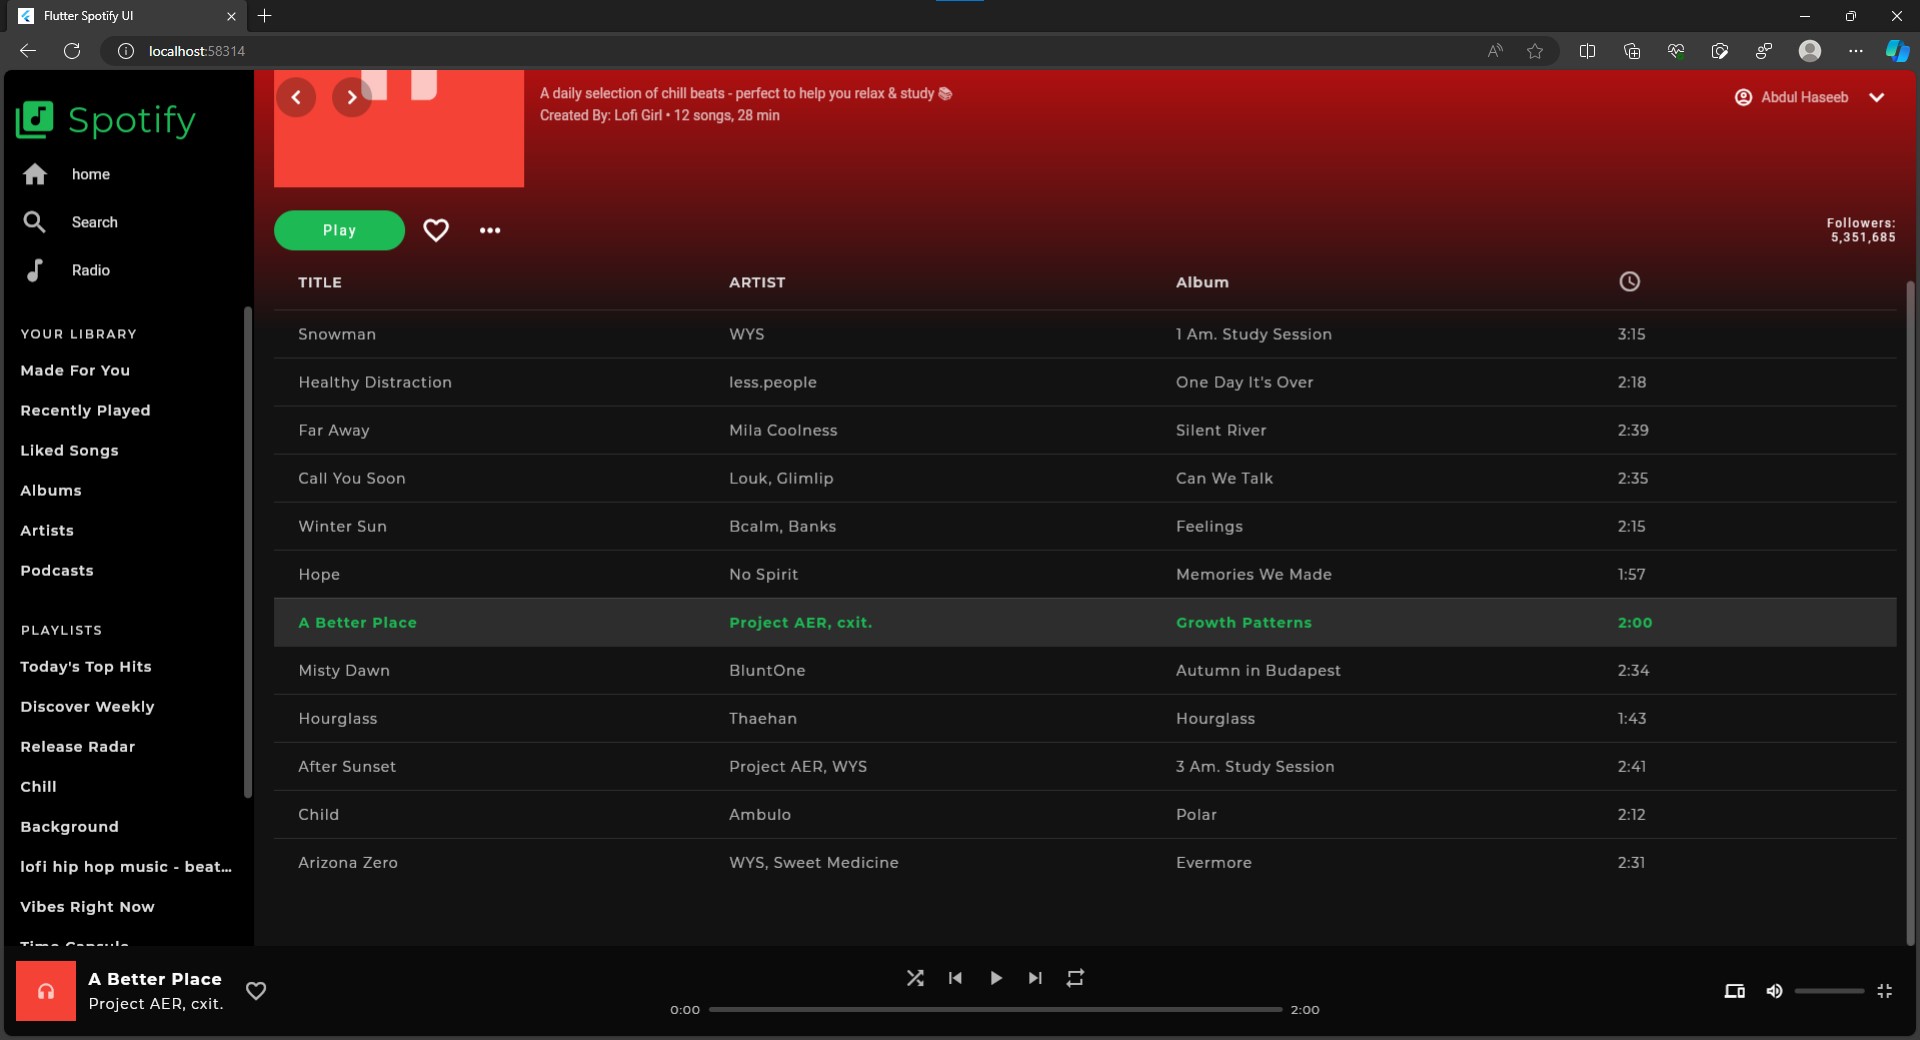 Flutter Spotify UI
localhost:58314
Spotify
home
Search
Radio
YOUR LIBRARY
Made For You
Recently Played
Liked Songs
Albums
Artists
Podcasts
PLAYLISTS
Today's Top Hits
Discover Weekly
Release Radar
Chill
Background
lofi hip hop music - beat...
Vibes Right Now
Time Capsule
A daily selection of chill beats - perfect to help you relax & study 📚
Created By: Lofi Girl • 12 songs, 28 min
Abdul Haseeb
Play
Followers:
5,351,685
TITLE ARTIST Album
Snowman WYS 1 Am. Study Session 3:15
Healthy Distraction less.people One Day It's Over 2:18
Far Away Mila Coolness Silent River 2:39
Call You Soon Louk, Glimlip Can We Talk 2:35
Winter Sun Bcalm, Banks Feelings 2:15
Hope No Spirit Memories We Made 1:57
A Better Place Project AER, cxit. Growth Patterns 2:00
Misty Dawn BluntOne Autumn in Budapest 2:34
Hourglass Thaehan Hourglass 1:43
After Sunset Project AER, WYS 3 Am. Study Session 2:41
Child Ambulo Polar 2:12
Arizona Zero WYS, Sweet Medicine Evermore 2:31
A Better Place
Project AER, cxit.
0:00 2:00